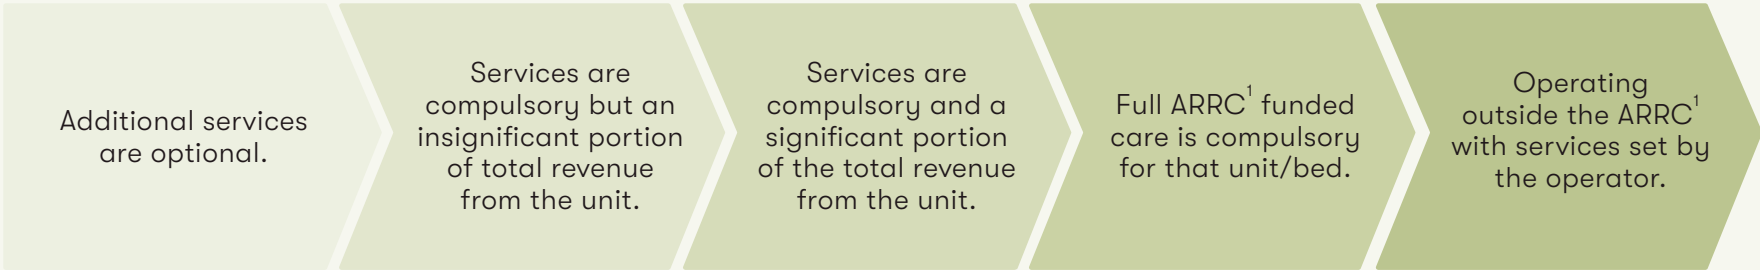 Additional services
are optional.
Services are
compulsory but an
insignificant portion
of total revenue
from the unit.
Services are
compulsory and a
significant portion
of the total revenue
from the unit.
Full ARRC¹ funded
care is compulsory
for that unit/bed.
Operating
outside the ARRC¹
with services set by
the operator.